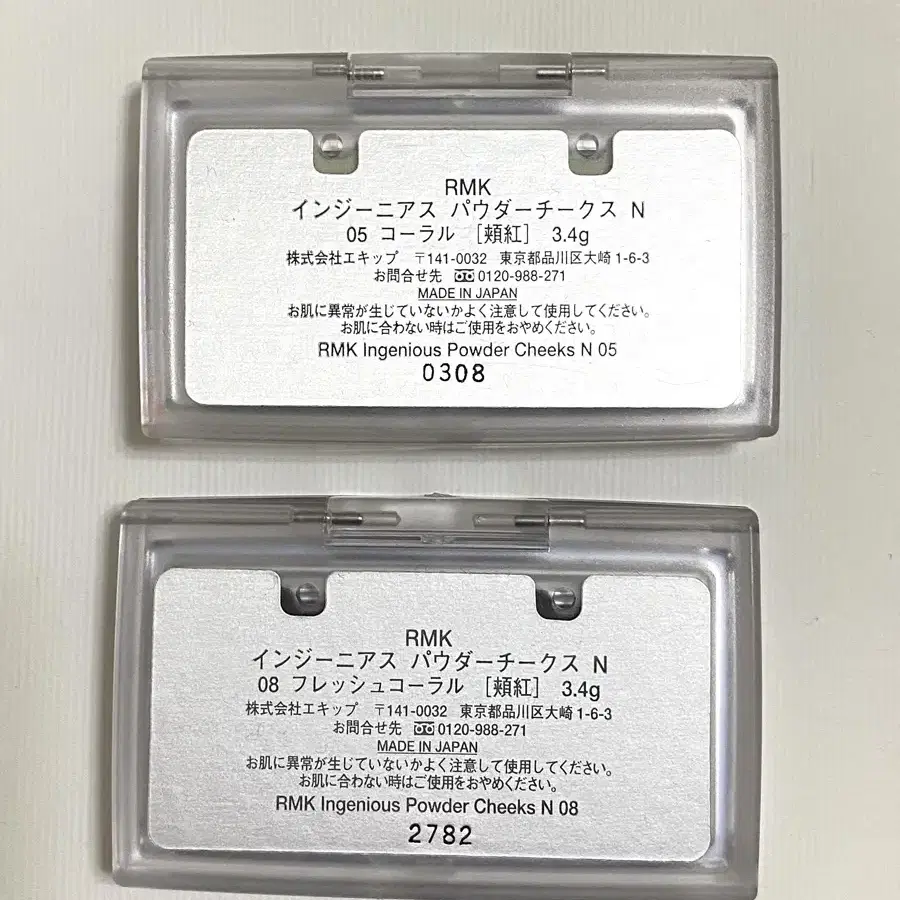 RMK
インジーニアス パウダーチークス N
05 コーラル [頬紅] 3.4g
株式会社エキップ 〒141-0032 東京都品川区大崎1-6-3
お問合せ先 0120-988-271
MADE IN JAPAN
お肌に異常が生じていないかよく注意して使用してください。
お肌に合わない時はご使用をおやめください。
RMK Ingenious Powder Cheeks N 05
0308
RMK
インジーニアス パウダーチークス N
08 フレッシュコーラル [頬紅] 3.4g
株式会社エキップ 〒141-0032 東京都品川区大崎1-6-3
お問合せ先 0120-988-271
MADE IN JAPAN
お肌に異常が生じていないかよく注意して使用してください。
お肌に合わない時はご使用をおやめください。
RMK Ingenious Powder Cheeks N 08
2782